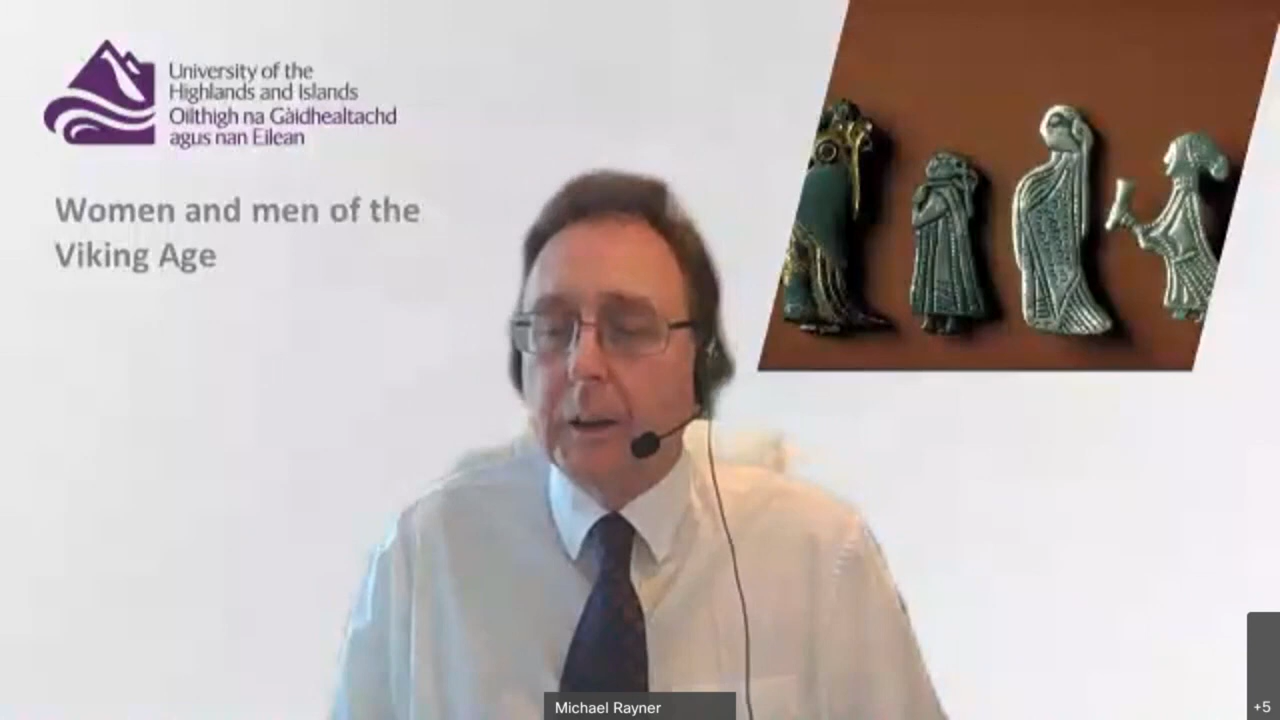 University of the
Highlands and Islands
Oilthigh na Gàidhealtachd
agus nan Eilean
Women and men of the
Viking Age
Michael Rayner
+5